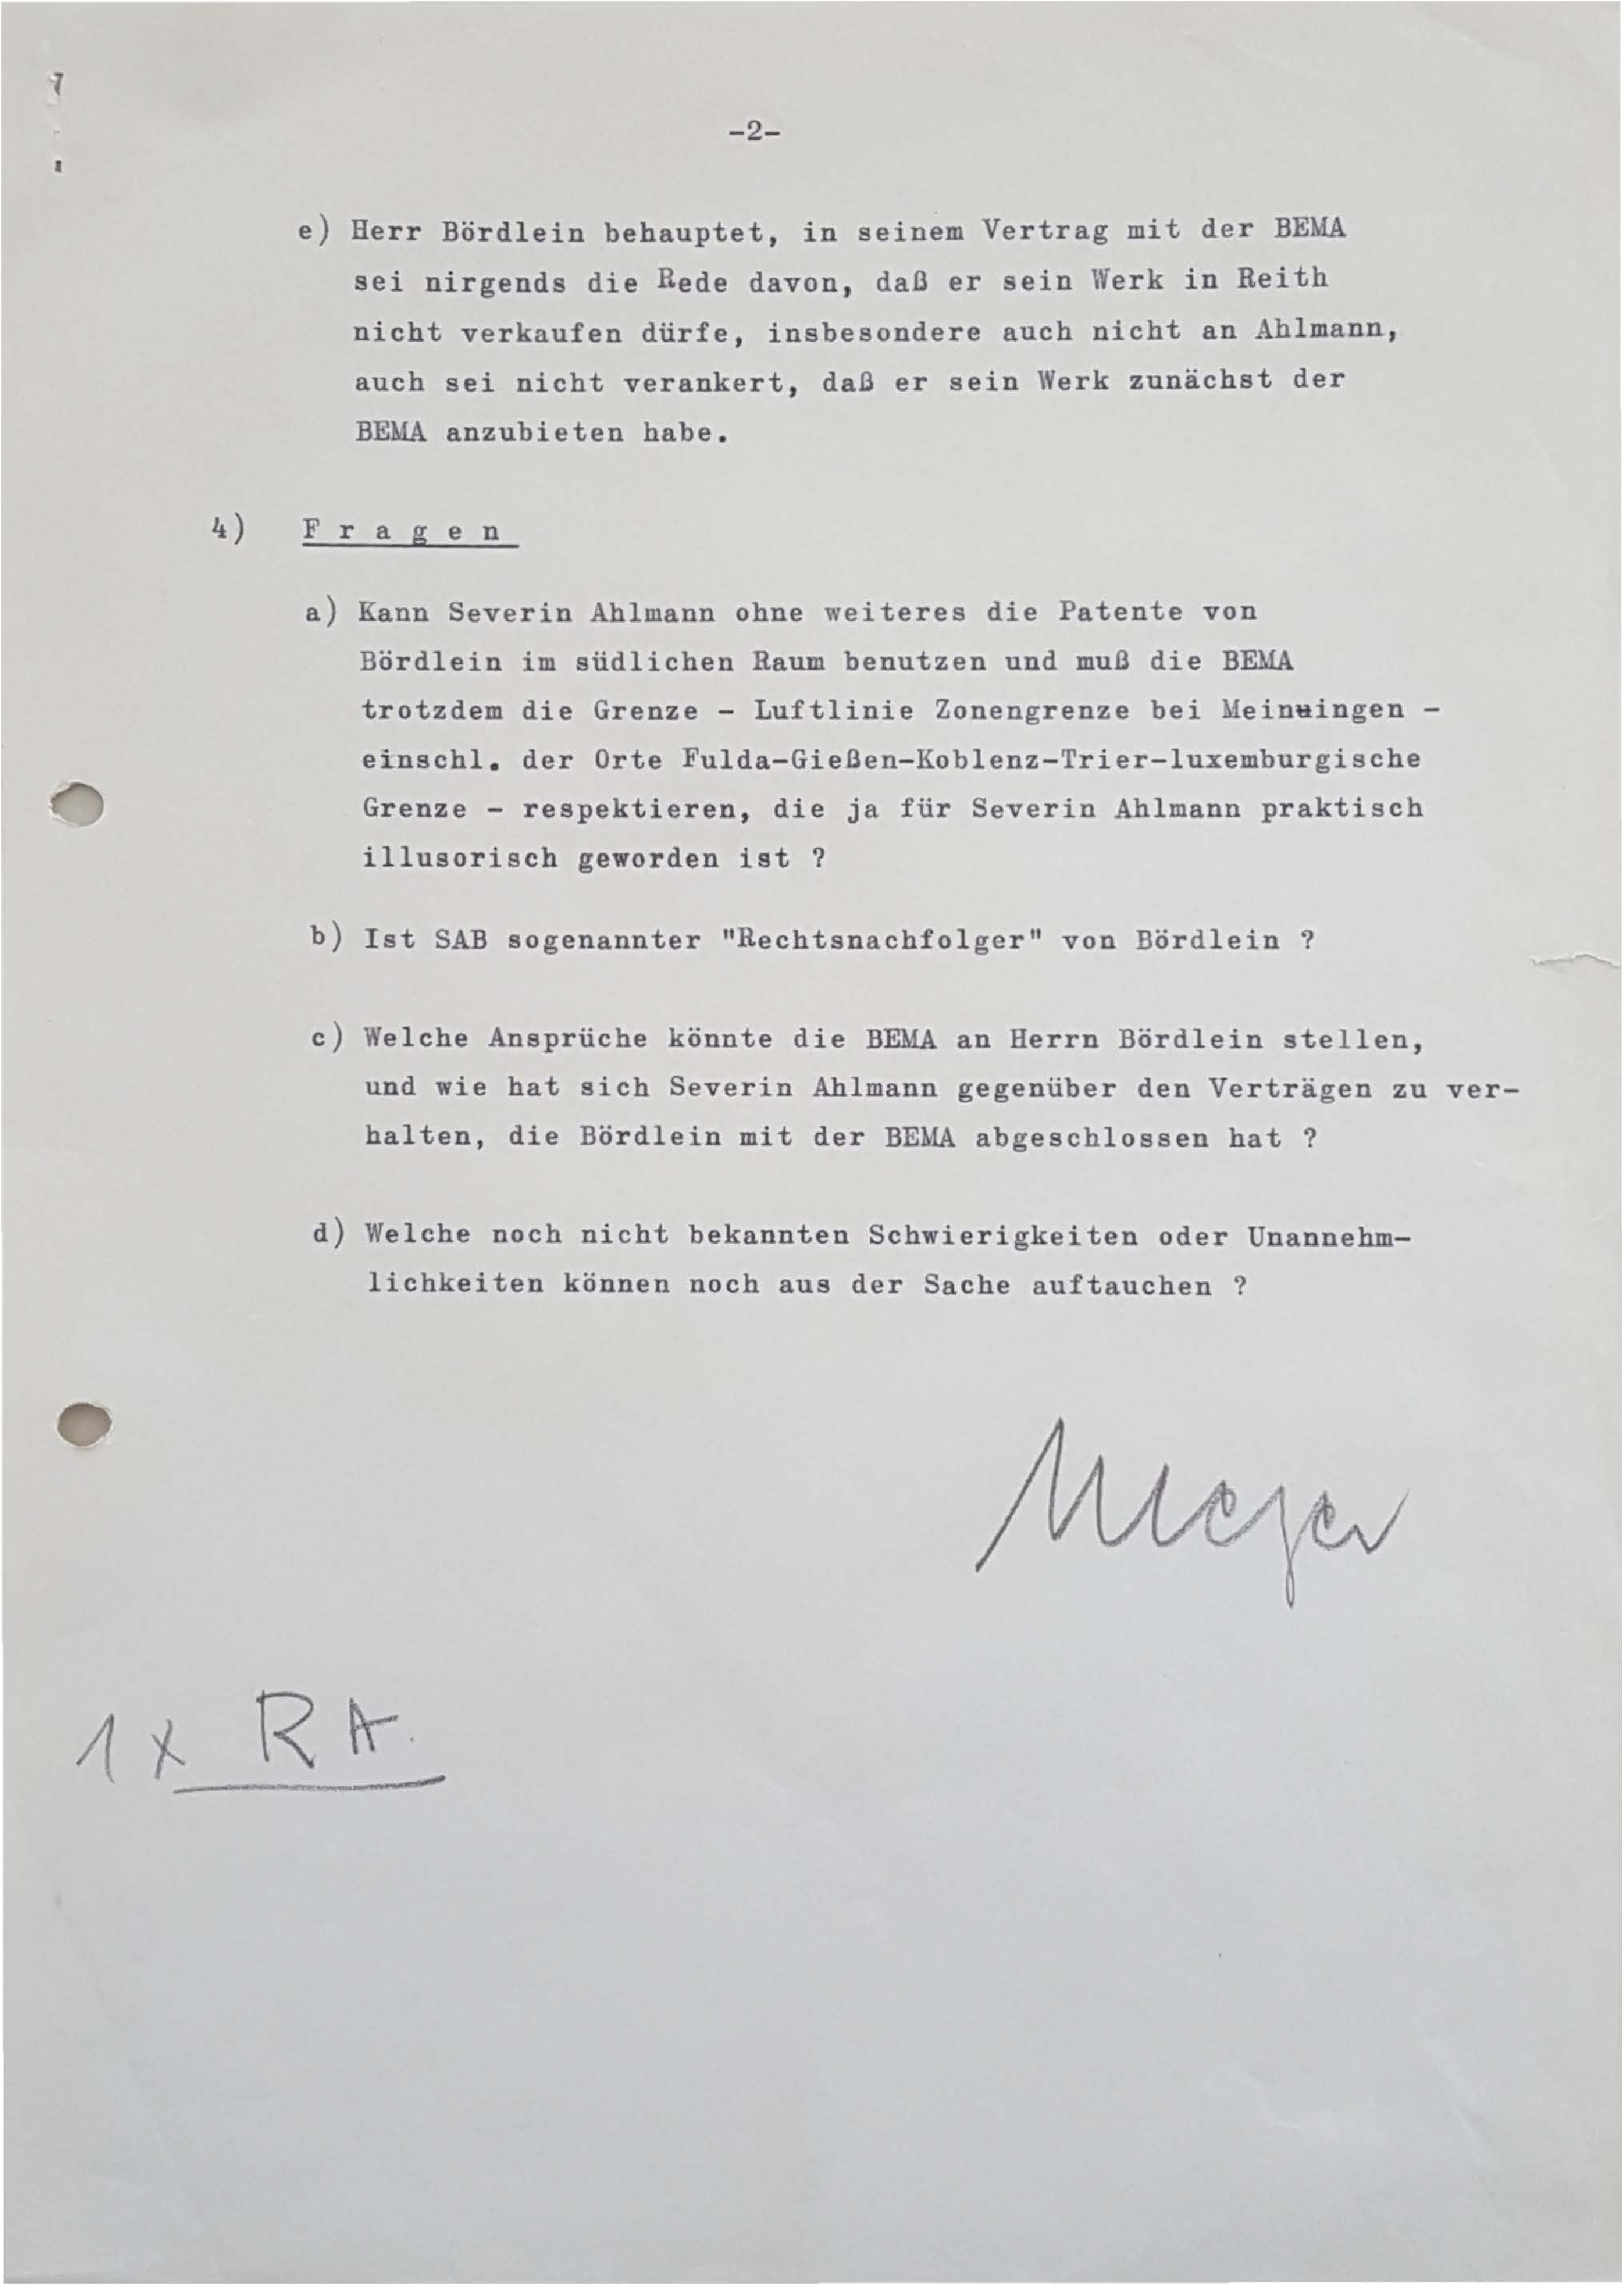 -2-
e) Herr Bördlein behauptet, in seinem Vertrag mit der BEMA
sei nirgends die Rede davon, daß er sein Werk in Reith
nicht verkaufen dürfe, insbesondere auch nicht an Ahlmann,
auch sei nicht verankert, daß er sein Werk zunächst der
BEMA anzubieten habe.
4) F r a g e n
a) Kann Severin Ahlmann ohne weiteres die Patente von
Bördlein im südlichen Raum benutzen und muß die BEMA
trotzdem die Grenze - Luftlinie Zonengrenze bei Meinuingen -
einschl. der Orte Fulda-Gießen-Koblenz-Trier-luxemburgische
Grenze - respektieren, die ja für Severin Ahlmann praktisch
illusorisch geworden ist ?
b) Ist SAB sogenannter "Rechtsnachfolger" von Bördlein ?
c) Welche Ansprüche könnte die BEMA an Herrn Bördlein stellen,
und wie hat sich Severin Ahlmann gegenüber den Verträgen zu ver-
halten, die Bördlein mit der BEMA abgeschlossen hat ?
d) Welche noch nicht bekannten Schwierigkeiten oder Unannehm-
lichkeiten können noch aus der Sache auftauchen ?
Meyer
1 x RA.